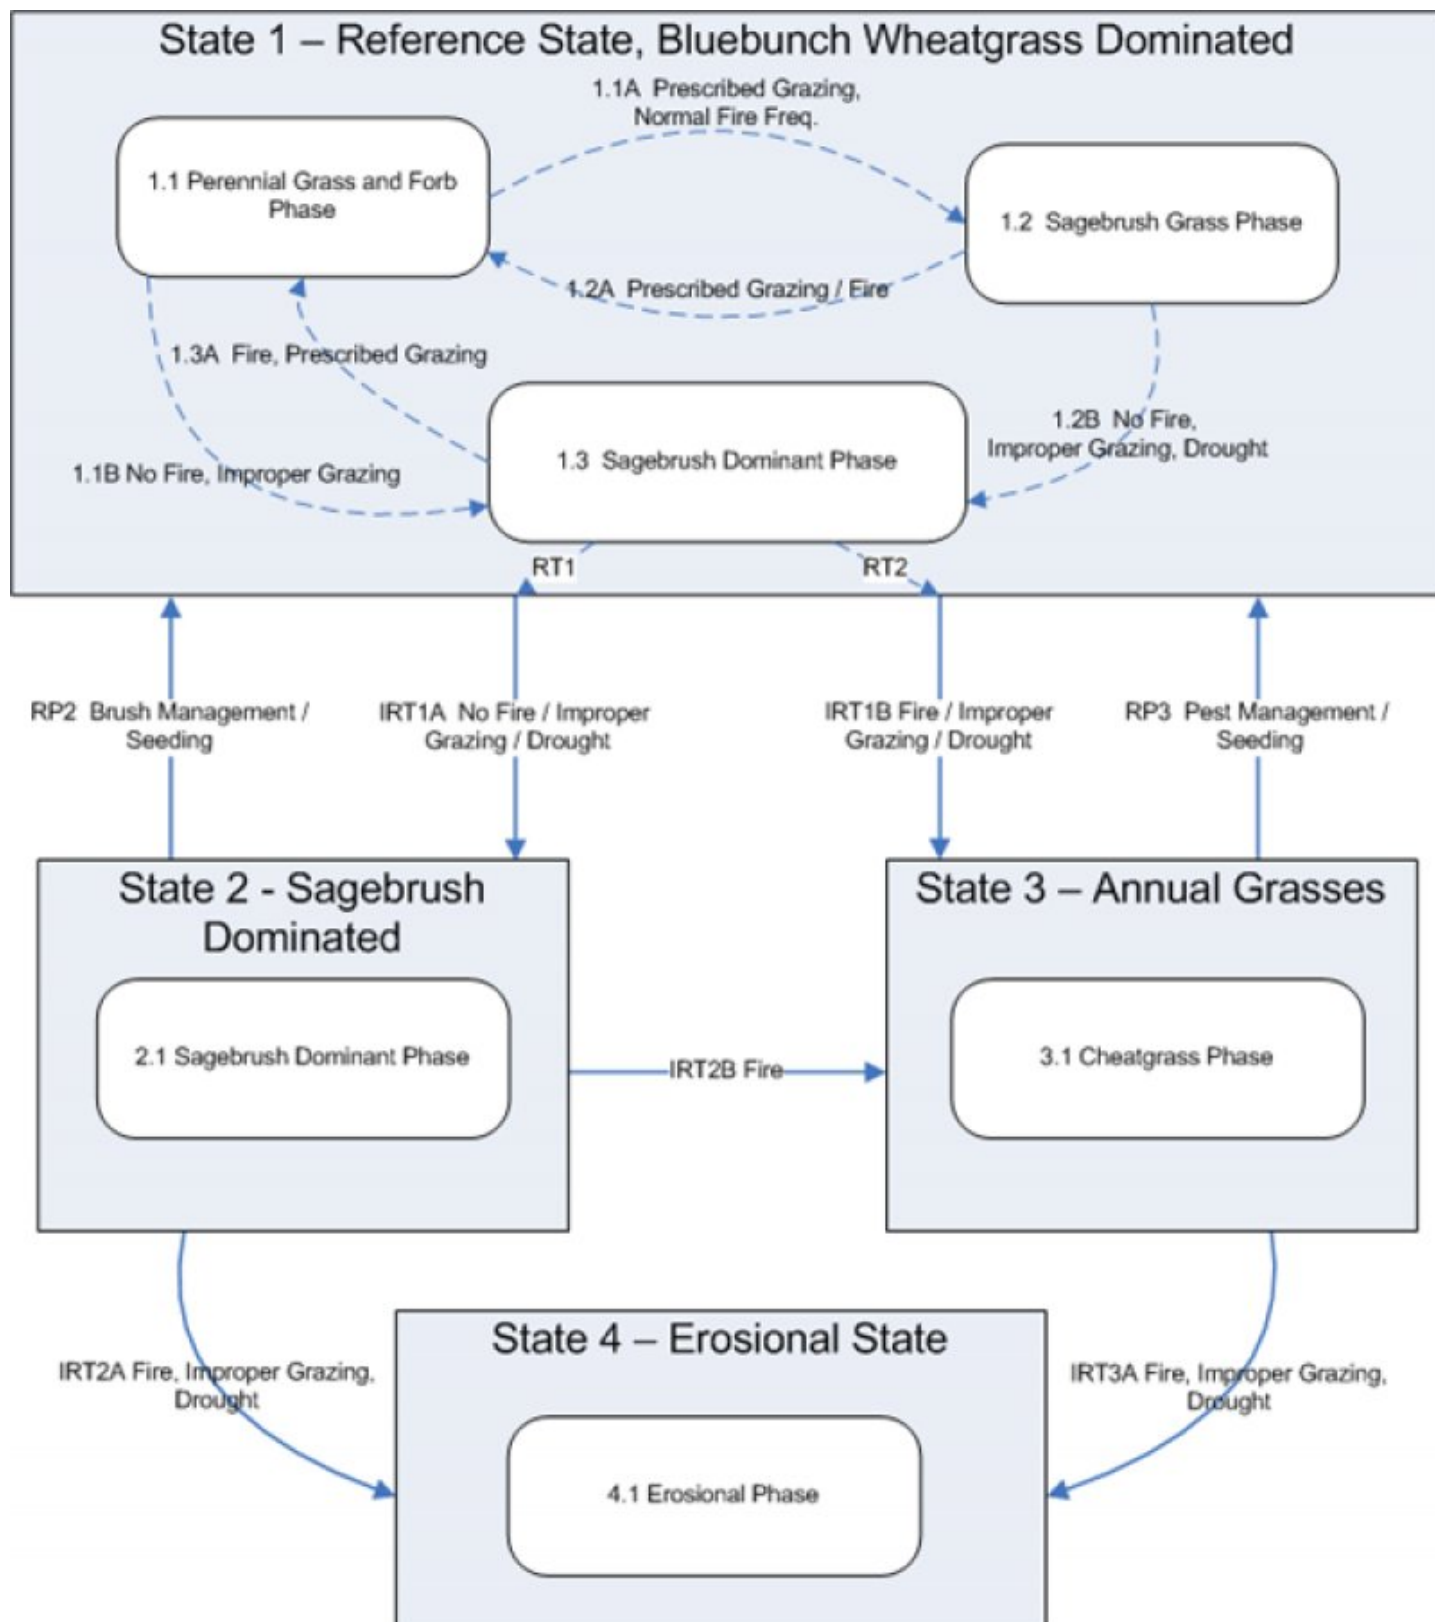 State 1 – Reference State, Bluebunch Wheatgrass Dominated
1.1A  Prescribed Grazing,
Normal Fire Freq.
1.1 Perennial Grass and Forb
Phase
1.2  Sagebrush Grass Phase
1.2A  Prescribed Grazing / Fire
1.3A  Fire, Prescribed Grazing
1.3  Sagebrush Dominant Phase
1.2B  No Fire,
Improper Grazing, Drought
1.1B No Fire, Improper Grazing
RT1
RT2
RP2  Brush Management /
Seeding
IRT1A  No Fire / Improper
Grazing / Drought
IRT1B Fire / Improper
Grazing / Drought
RP3  Pest Management /
Seeding
State 2 - Sagebrush
Dominated
2.1 Sagebrush Dominant Phase
IRT2B Fire
State 3 – Annual Grasses
3.1 Cheatgrass Phase
IRT2A Fire, Improper Grazing,
Drought
State 4 – Erosional State
4.1 Erosional Phase
IRT3A Fire, Improper Grazing,
Drought